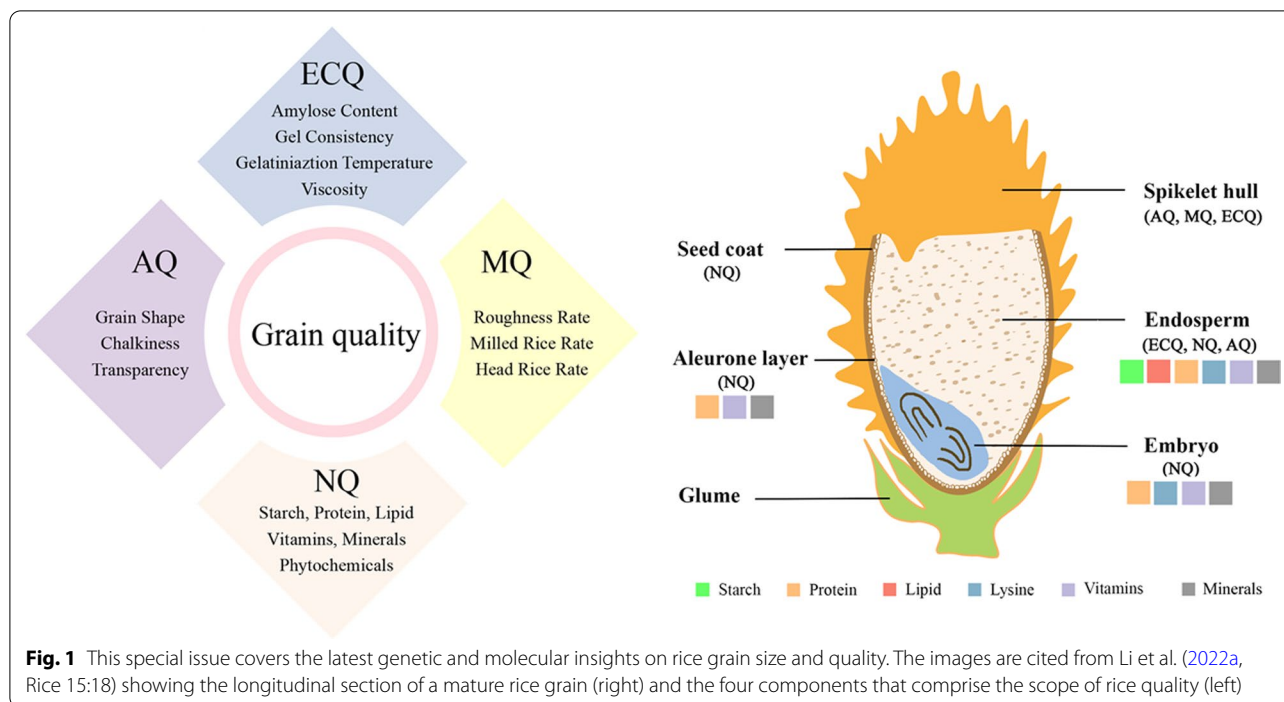 ECQ
Amylose Content
Gel Consistency
Gelatiniaztion Temperature
Viscosity
AQ
Grain Shape
Chalkiness
Transparency
Grain quality
MQ
Roughness Rate
Milled Rice Rate
Head Rice Rate
NQ
Starch, Protein, Lipid
Vitamins, Minerals
Phytochemicals
Spikelet hull
(AQ, MQ, ECQ)
Seed coat
(NQ)
Endosperm
(ECQ, NQ, AQ)
Aleurone layer
(NQ)
Embryo
(NQ)
Glume
Starch Protein Lipid Lysine Vitamins Minerals
Fig. 1 This special issue covers the latest genetic and molecular insights on rice grain size and quality. The images are cited from Li et al. (2022a,
Rice 15:18) showing the longitudinal section of a mature rice grain (right) and the four components that comprise the scope of rice quality (left)